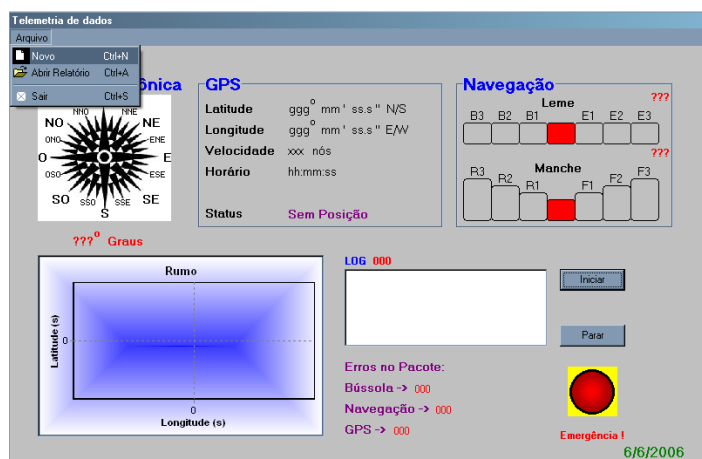 Telemetria de dados
Arquivo
Novo Ctrl+N
Abrir Relatório Ctrl+A
Sair Ctrl+S
ônica
NNO NNE
NO NE
ONO ENE
O E
OSO ESE
SO SSO SSE SE
S
???º Graus
GPS
Latitude ggg° mm ' ss.s " N/S
Longitude ggg° mm ' ss.s " E/W
Velocidade xxx nós
Horário hh:mm:ss
Status Sem Posição
Navegação
Leme ???
B3 B2 B1 E1 E2 E3
Manche ???
R3 R2 R1 F1 F2 F3
Rumo
Latitude (s)
0
0
Longitude (s)
LOG 000
Iniciar
Parar
Erros no Pacote:
Bússola -> 000
Navegação -> 000
GPS -> 000
Emergência !
6/6/2006